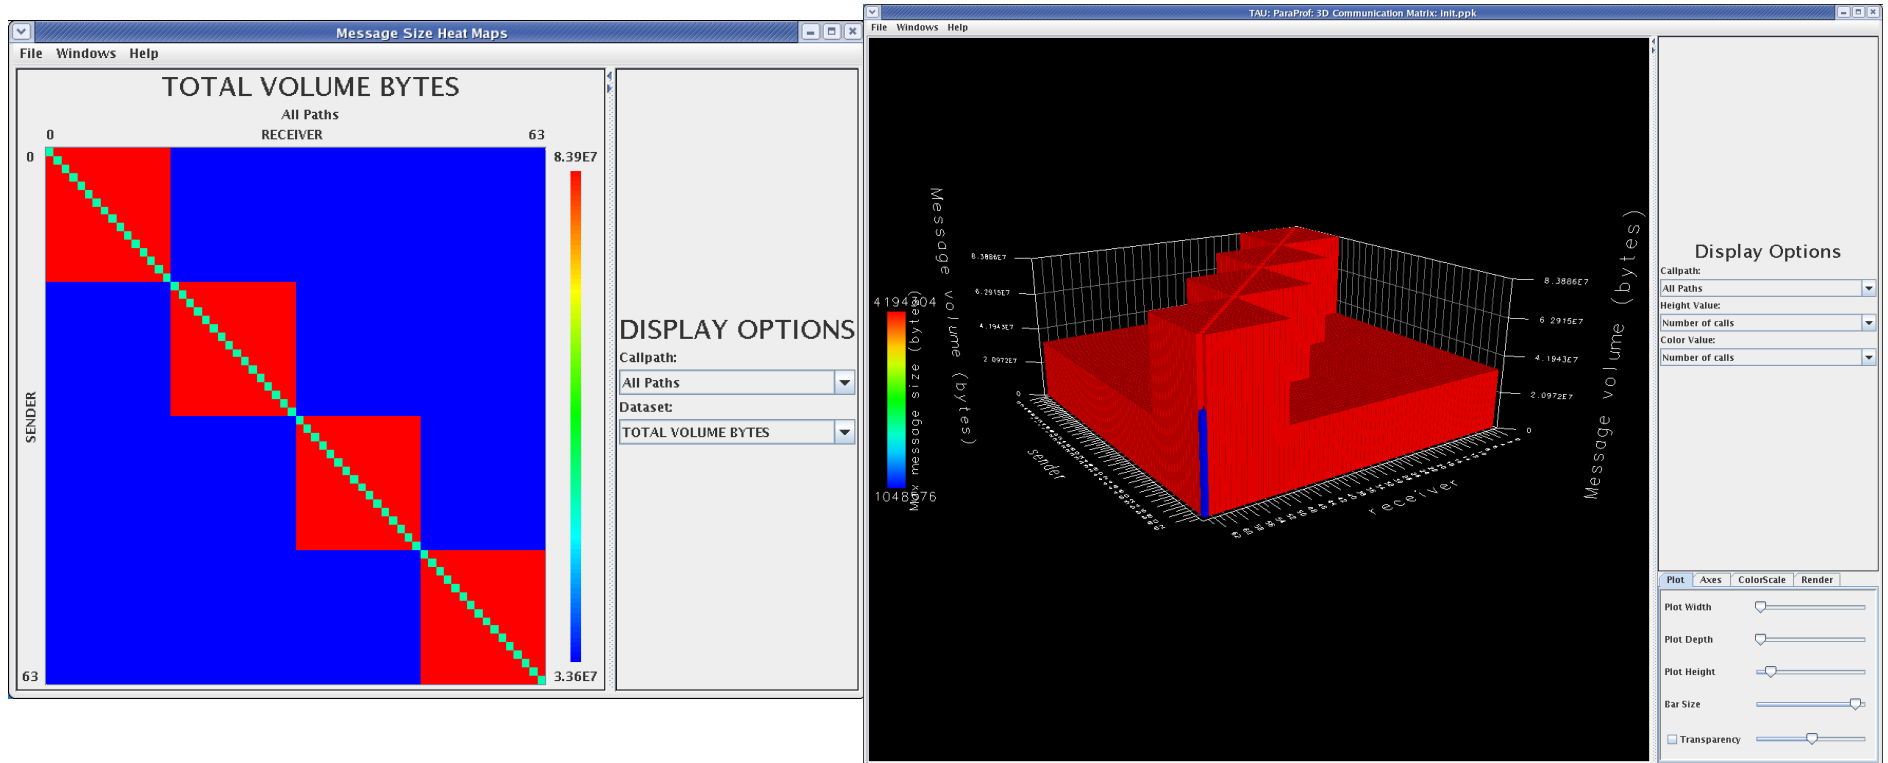 Message Size Heat Maps
File Windows Help
TOTAL VOLUME BYTES
All Paths
0 RECEIVER 63
0
SENDER
63
8.39E7
3.36E7
DISPLAY OPTIONS
Callpath:
All Paths
Dataset:
TOTAL VOLUME BYTES
TAU: ParaProf: 3D Communication Matrix: init.ppk
File Windows Help
Message volume (bytes)
8.3886E7
6.2915E7
4.1943E7
2.0972E7
0
4194304
Max message size (bytes)
1048576
sender
receiver
8.3886E7
6.2915E7
4.1943E7
2.0972E7
0
Message volume (bytes)
Display Options
Callpath:
All Paths
Height Value:
Number of calls
Color Value:
Number of calls
Plot Axes ColorScale Render
Plot Width
Plot Depth
Plot Height
Bar Size
Transparency